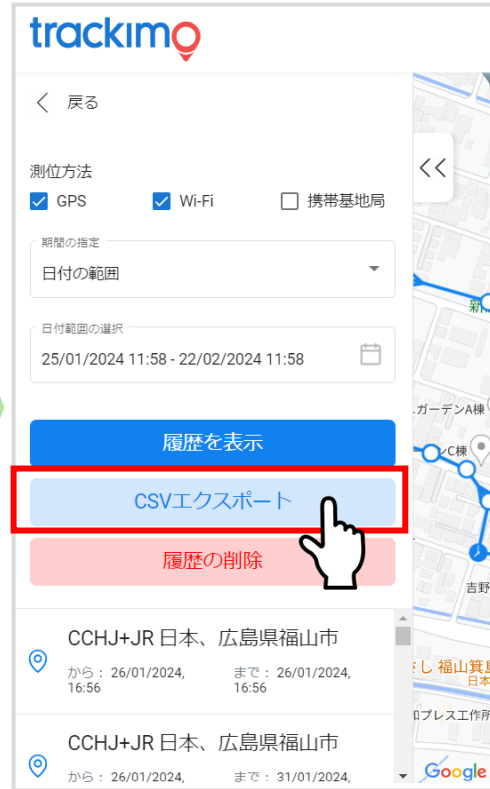 trackimo
戻る
測位方法
GPS
Wi-Fi
携帯基地局
期間の指定
日付の範囲
日付範囲の選択
25/01/2024 11:58 - 22/02/2024 11:58
履歴を表示
CSVエクスポート
履歴の削除
CCHJ+JR 日本、広島県福山市
から： 26/01/2024, 16:56
まで： 26/01/2024, 16:56
CCHJ+JR 日本、広島県福山市
から： 26/01/2024,
まで： 31/01/2024,
<<
新
ガーデンA棟
C棟
吉野
し 福山箕
日本
プレス工作所
Google